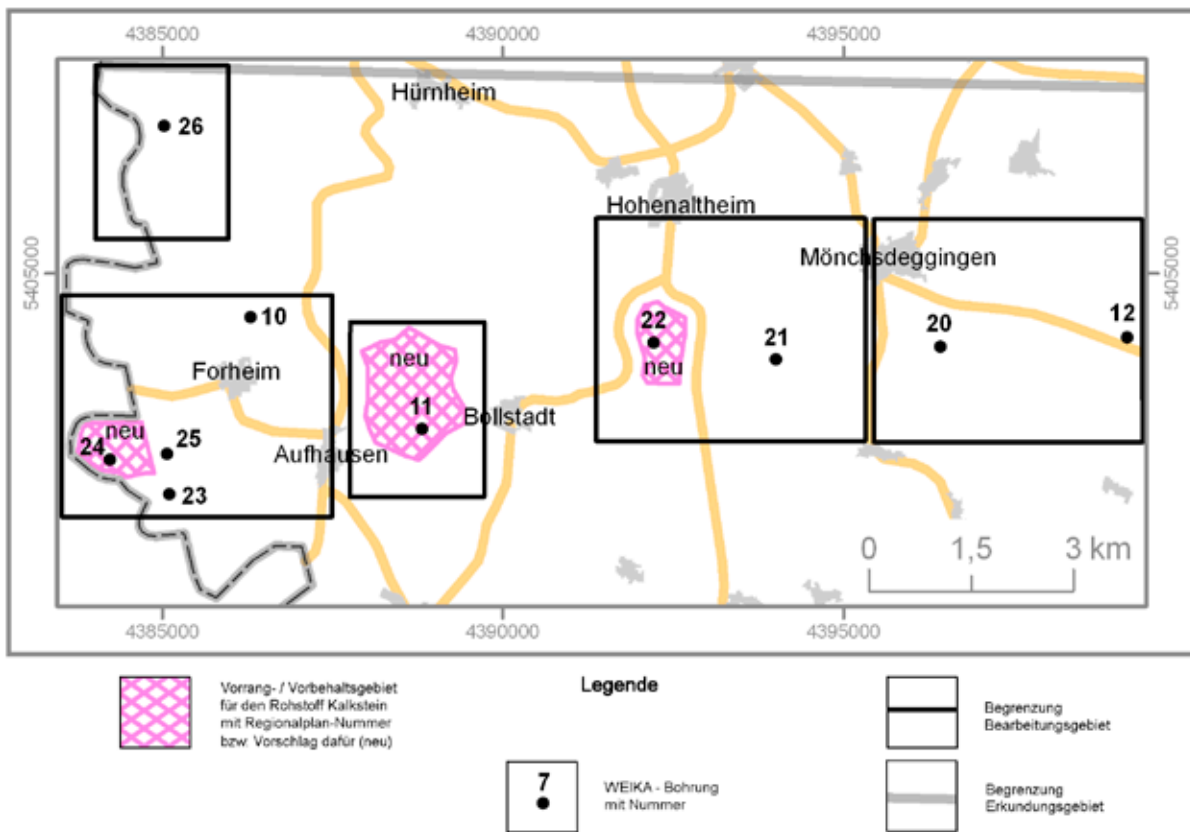 4385000
4390000
4395000
Hürnheim
26
Hohenaltheim
5405000
Mönchsdeggingen
5405000
10
22
21
20
12
neu
Forheim
neu
11
Bollstadt
neu
24
25
Aufhausen
23
0
1,5
3 km
4385000
4390000
4395000
Legende
Vorrang- / Vorbehaltsgebiet
für den Rohstoff Kalkstein
mit Regionalplan-Nummer
bzw. Vorschlag dafür (neu)
7
WEIKA - Bohrung
mit Nummer
Begrenzung
Bearbeitungsgebiet
Begrenzung
Erkundungsgebiet